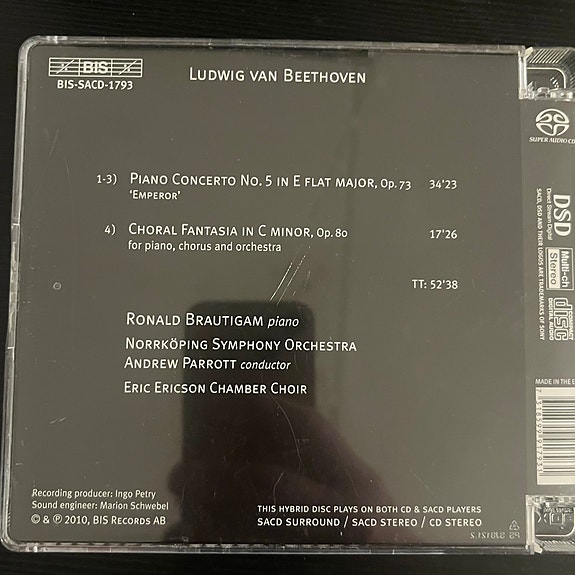 BIS
BIS-SACD-1793
LUDWIG VAN BEETHOVEN
1-3) PIANO CONCERTO NO. 5 IN E FLAT MAJOR, OP. 73 34'23
'EMPEROR'
4) CHORAL FANTASIA IN C MINOR, OP. 80 17'26
for piano, chorus and orchestra
TT: 52'38
RONALD BRAUTIGAM piano
NORRKÖPING SYMPHONY ORCHESTRA
ANDREW PARROTT conductor
ERIC ERICSON CHAMBER CHOIR
Recording producer: Ingo Petry
Sound engineer: Marion Schwebel
© & ℗ 2010, BIS RECORDS AB
THIS HYBRID DISC PLAYS ON BOTH CD & SACD PLAYERS
SACD SURROUND / SACD STEREO / CD STEREO
SUPER AUDIO CD
DSD
Direct Stream Digital
Multi-ch
Stereo
COMPACT
disc
DIGITAL AUDIO
SACD, DSD AND THEIR LOGOS ARE TRADEMARKS OF SONY
MADE IN THE